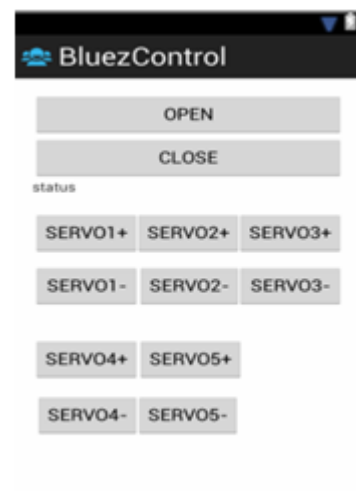 BluezControl
OPEN
CLOSE
status
SERVO1+ SERVO2+ SERVO3+
SERVO1- SERVO2- SERVO3-
SERVO4+ SERVO5+
SERVO4- SERVO5-